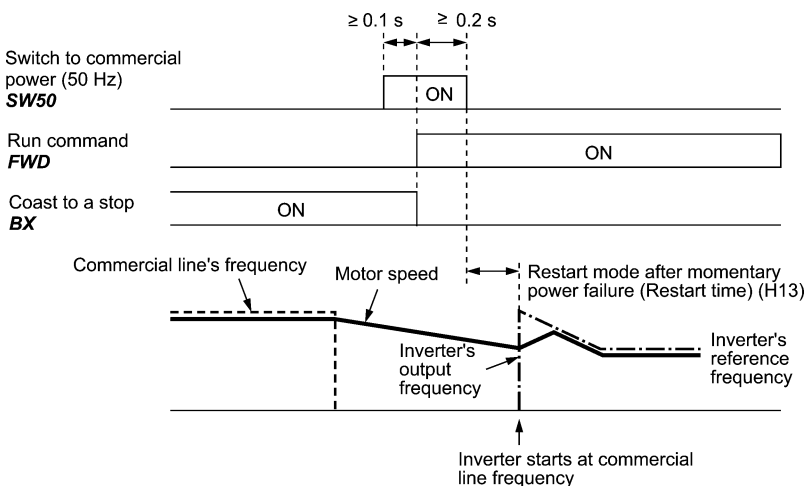 ≥ 0.1 s
≥ 0.2 s
Switch to commercial
power (50 Hz)
SW50
ON
Run command
FWD
ON
Coast to a stop
BX
ON
Commercial line's frequency
Motor speed
Restart mode after momentary
power failure (Restart time) (H13)
Inverter's
output
frequency
Inverter's
reference
frequency
Inverter starts at commercial
line frequency